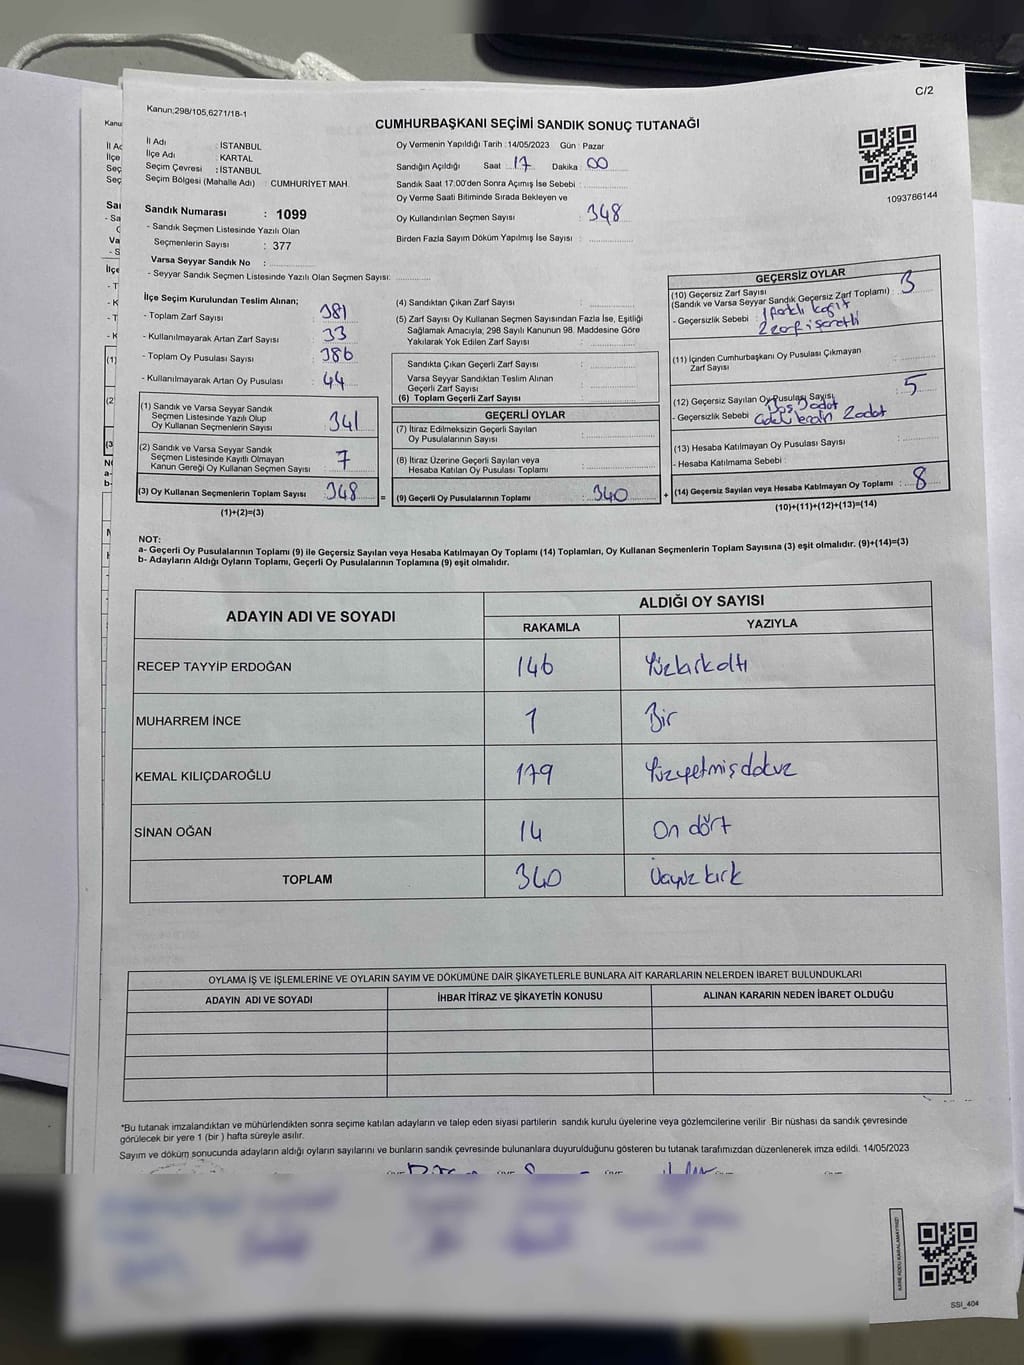 C/2
Kanun;298/105,6271/18-1
CUMHURBAŞKANI SEÇİMİ SANDIK SONUÇ TUTANAĞI
İl Adı : İSTANBUL
İlçe Adı : KARTAL
Seçim Çevresi : İSTANBUL
Seçim Bölgesi (Mahalle Adı) : CUMHURİYET MAH.
Oy Vermenin Yapıldığı Tarih :14/05/2023 Gün : Pazar
Sandığın Açıldığı Saat 17 Dakika 00
Sandık Saat 17.00'den Sonra Açımış İse Sebebi :
Oy Verme Saati Bitiminde Sırada Bekleyen ve
Oy Kullandırılan Seçmen Sayısı : 348
Birden Fazla Sayım Döküm Yapılmış İse Sayısı :
1093786144
Sandık Numarası : 1099
- Sandık Seçmen Listesinde Yazılı Olan
Seçmenlerin Sayısı : 377
Varsa Seyyar Sandık No :
- Seyyar Sandık Seçmen Listesinde Yazılı Olan Seçmen Sayısı:
İlçe Seçim Kurulundan Teslim Alınan;
- Toplam Zarf Sayısı : 381
- Kullanılmayarak Artan Zarf Sayısı : 33
- Toplam Oy Pusulası Sayısı : 386
- Kullanılmayarak Artan Oy Pusulası : 44
(1) Sandık ve Varsa Seyyar Sandık
Seçmen Listesinde Yazılı Olup
Oy Kullanan Seçmenlerin Sayısı : 341
(2) Sandık ve Varsa Seyyar Sandık
Seçmen Listesinde Kayıtlı Olmayan
Kanun Gereği Oy Kullanan Seçmen Sayısı : 7
(3) Oy Kullanan Seçmenlerin Toplam Sayısı : 348 =
(1)+(2)=(3)
(4) Sandıktan Çıkan Zarf Sayısı :
(5) Zarf Sayısı Oy Kullanan Seçmen Sayısından Fazla İse, Eşitliği
Sağlamak Amacıyla; 298 Sayılı Kanunun 98. Maddesine Göre
Yakılarak Yok Edilen Zarf Sayısı :
Sandıkta Çıkan Geçerli Zarf Sayısı :
Varsa Seyyar Sandıktan Teslim Alınan
Geçerli Zarf Sayısı :
(6) Toplam Geçerli Zarf Sayısı :
GEÇERLİ OYLAR
(7) İtiraz Edilmeksizin Geçerli Sayılan
Oy Pusulalarının Sayısı :
(8) İtiraz Üzerine Geçerli Sayılan veya
Hesaba Katılan Oy Pusulası Toplamı :
(9) Geçerli Oy Pusulalarının Toplamı : 340 +
GEÇERSİZ OYLAR
(10) Geçersiz Zarf Sayısı
(Sandık ve Varsa Seyyar Sandık Geçersiz Zarf Toplamı) : 3
- Geçersizlik Sebebi : 1 farklı kağıt
2 zarf işaretli
(11) İçinden Cumhurbaşkanı Oy Pusulası Çıkmayan
Zarf Sayısı :
(12) Geçersiz Sayılan Oy Pusulası Sayısı : 5
- Geçersizlik Sebebi : Boş 3 adet
2 adet
(13) Hesaba Katılmayan Oy Pusulası Sayısı :
- Hesaba Katılmama Sebebi :
(14) Geçersiz Sayılan veya Hesaba Katılmayan Oy Toplamı : 8
(10)+(11)+(12)+(13)=(14)
NOT:
a- Geçerli Oy Pusulalarının Toplamı (9) ile Geçersiz Sayılan veya Hesaba Katılmayan Oy Toplamı (14) Toplamları, Oy Kullanan Seçmenlerin Toplam Sayısına (3) eşit olmalıdır. (9)+(14)=(3)
b- Adayların Aldığı Oyların Toplamı, Geçerli Oy Pusulalarının Toplamına (9) eşit olmalıdır.
ADAYIN ADI VE SOYADI ALDIĞI OY SAYISI
RAKAMLA YAZIYLA
RECEP TAYYİP ERDOĞAN 146 Yüzkırkaltı
MUHARREM İNCE 1 Bir
KEMAL KILIÇDAROĞLU 179 Yüzyetmişdokuz
SİNAN OĞAN 14 On dört
TOPLAM 340 Üçyüz kırk
OYLAMA İŞ VE İŞLEMLERİNE VE OYLARIN SAYIM VE DÖKÜMÜNE DAİR ŞİKAYETLERLE BUNLARA AİT KARARLARIN NELERDEN İBARET BULUNDUKLARI
ADAYIN ADI VE SOYADI İHBAR İTİRAZ VE ŞİKAYETİN KONUSU ALINAN KARARIN NEDEN İBARET OLDUĞU
*Bu tutanak imzalandıktan ve mühürlendikten sonra seçime katılan adayların ve talep eden siyasi partilerin sandık kurulu üyelerine veya gözlemcilerine verilir. Bir nüshası da sandık çevresinde
görülecek bir yere 1 (bir ) hafta süreyle asılır.
Sayım ve döküm sonucunda adayların aldığı oyların sayılarını ve bunların sandık çevresinde bulunanlara duyurulduğunu gösteren bu tutanak tarafımızdan düzenlenerek imza edildi. 14/05/2023
KARE KODU KARALAMAYINIZ!
SSI_404